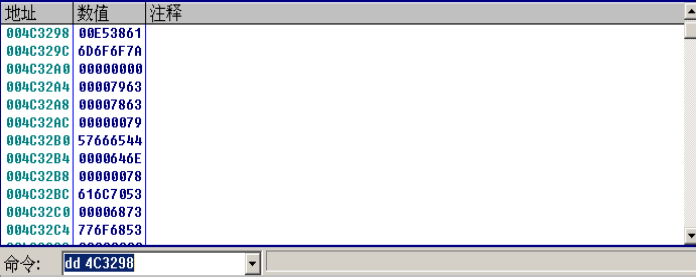 地址 数值 注释
004C3298 00E53861
004C329C 6D6F6F7A
004C32A0 00000000
004C32A4 00007963
004C32A8 00007863
004C32AC 00000079
004C32B0 57666544
004C32B4 0000646E
004C32B8 00000078
004C32BC 616C7053
004C32C0 00006873
004C32C4 776F6853
命令: dd 4C3298